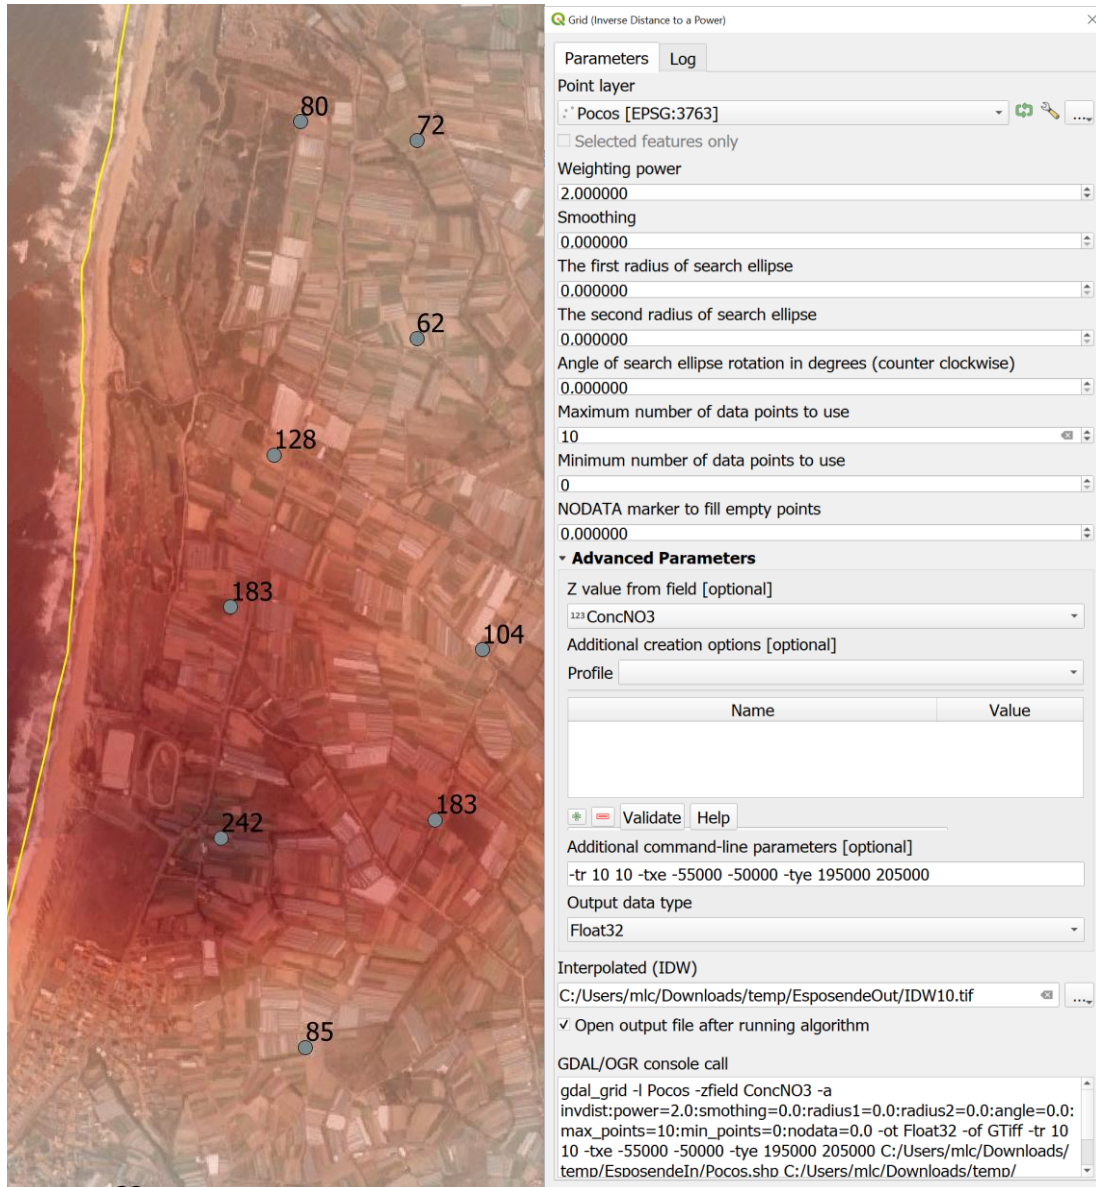 80
72
62
128
183
104
183
242
85
Grid (Inverse Distance to a Power)
Parameters Log
Point layer
Pocos [EPSG:3763]
...
Selected features only
Weighting power
2.000000
Smoothing
0.000000
The first radius of search ellipse
0.000000
The second radius of search ellipse
0.000000
Angle of search ellipse rotation in degrees (counter clockwise)
0.000000
Maximum number of data points to use
10
Minimum number of data points to use
0
NODATA marker to fill empty points
0.000000
Advanced Parameters
Z value from field [optional]
123 ConcNO3
Additional creation options [optional]
Profile
Name Value
Validate Help
Additional command-line parameters [optional]
-tr 10 10 -txe -55000 -50000 -tye 195000 205000
Output data type
Float32
Interpolated (IDW)
C:/Users/mlc/Downloads/temp/EsposendeOut/IDW10.tif
...
Open output file after running algorithm
GDAL/OGR console call
gdal_grid -l Pocos -zfield ConcNO3 -a
invdist:power=2.0:smothing=0.0:radius1=0.0:radius2=0.0:angle=0.0:
max_points=10:min_points=0:nodata=0.0 -ot Float32 -of GTiff -tr 10
10 -txe -55000 -50000 -tye 195000 205000 C:/Users/mlc/Downloads/
temp/EsposendeIn/Pocos.shp C:/Users/mlc/Downloads/temp/